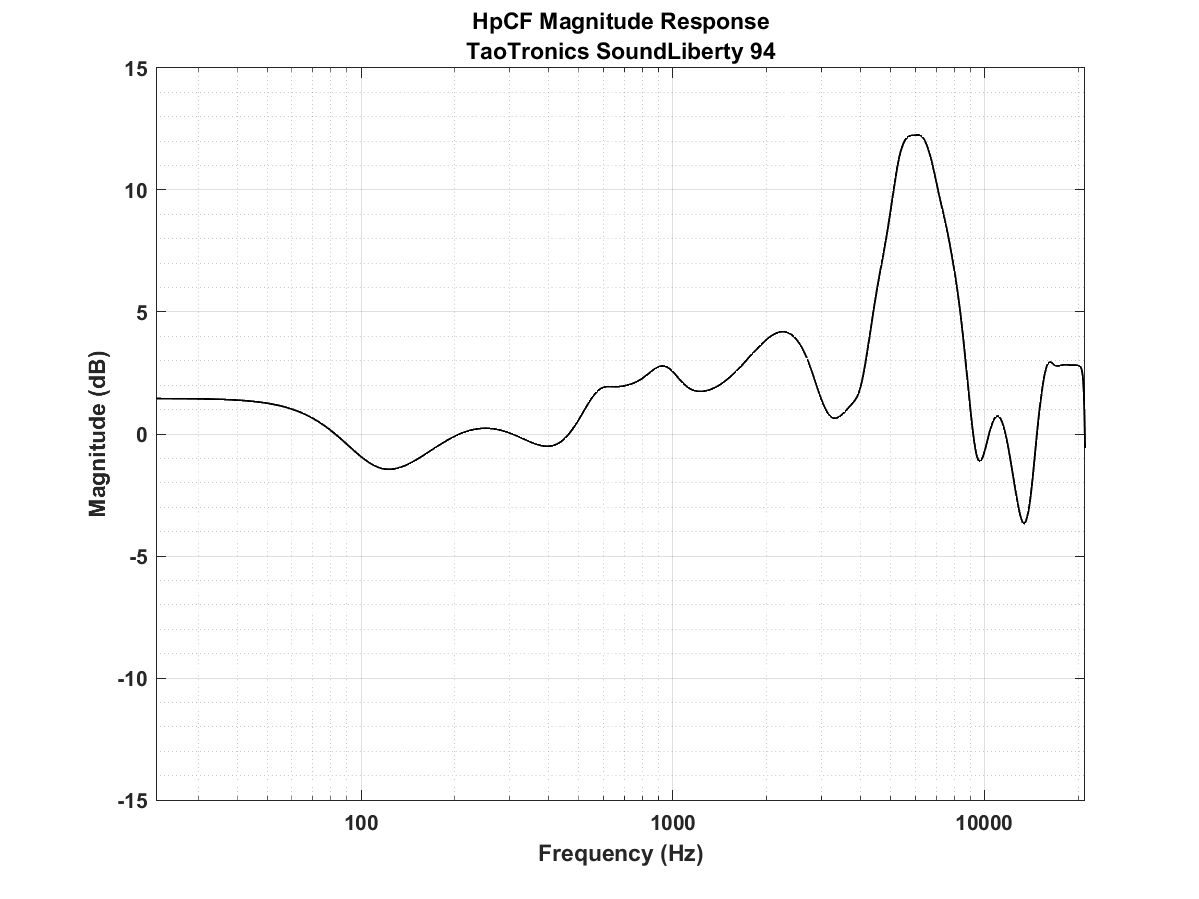 HpCF Magnitude Response
TaoTronics SoundLiberty 94
15
10
5
0
-5
-10
-15
Magnitude (dB)
100 1000 10000
Frequency (Hz)